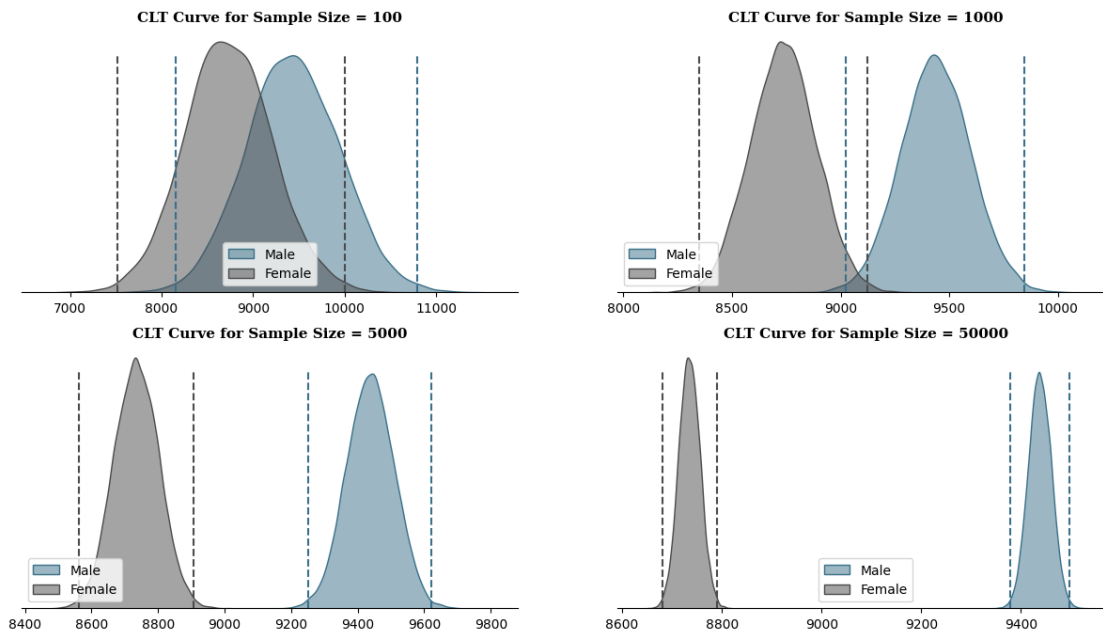 CLT Curve for Sample Size = 100
Male
Female
7000 8000 9000 10000 11000
CLT Curve for Sample Size = 1000
Male
Female
8000 8500 9000 9500 10000
CLT Curve for Sample Size = 5000
Male
Female
8400 8600 8800 9000 9200 9400 9600 9800
CLT Curve for Sample Size = 50000
Male
Female
8600 8800 9000 9200 9400